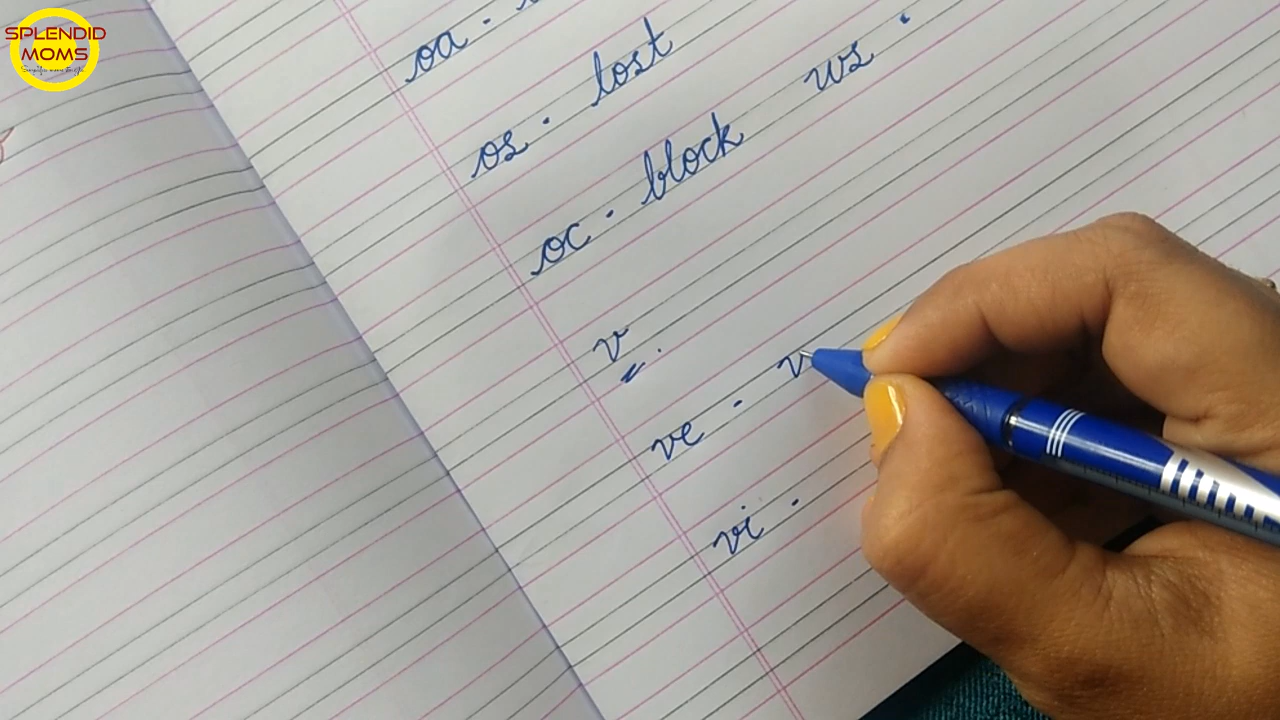 SPLENDID
MOMS
oa .
os . lost
oc . block ws .
v
ve . v
vi .